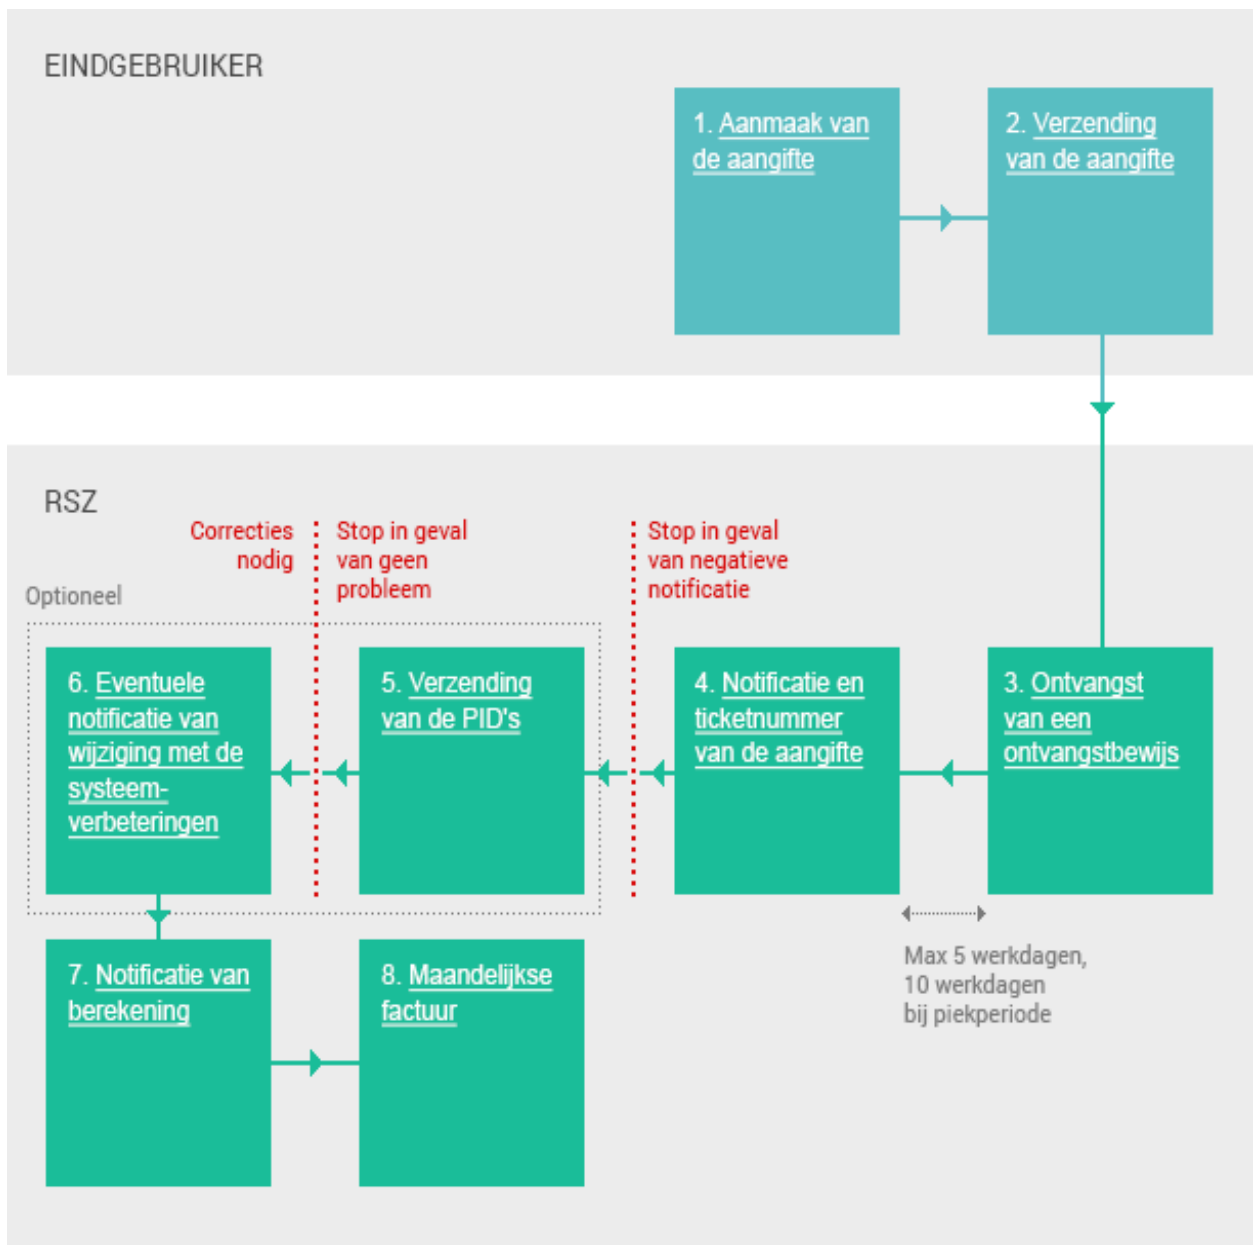 EINDGEBRUIKER
1. Aanmaak van
de aangifte
2. Verzending
van de aangifte
RSZ
Correcties
nodig
Stop in geval
van geen
probleem
Stop in geval
van negatieve
notificatie
Optioneel
6. Eventuele
notificatie van
wijziging met de
systeem-
verbeteringen
5. Verzending
van de PID's
4. Notificatie en
ticketnummer
van de aangifte
3. Ontvangst
van een
ontvangstbewijs
Max 5 werkdagen,
10 werkdagen
bij piekperiode
7. Notificatie van
berekening
8. Maandelijkse
factuur